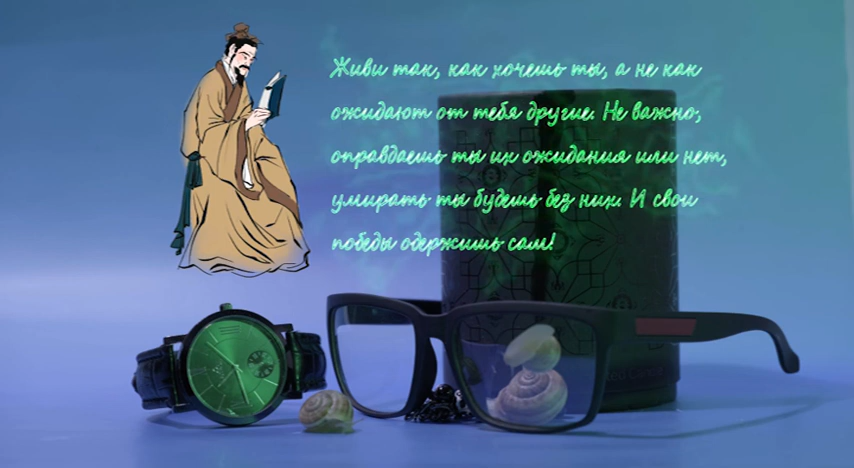 Живи так, как хочешь ты, а не как
ожидают от тебя другие. Не важно,
оправдаешь ты их ожидания или нет,
умирать ты будешь без них. И свои
победы одержишь сам!